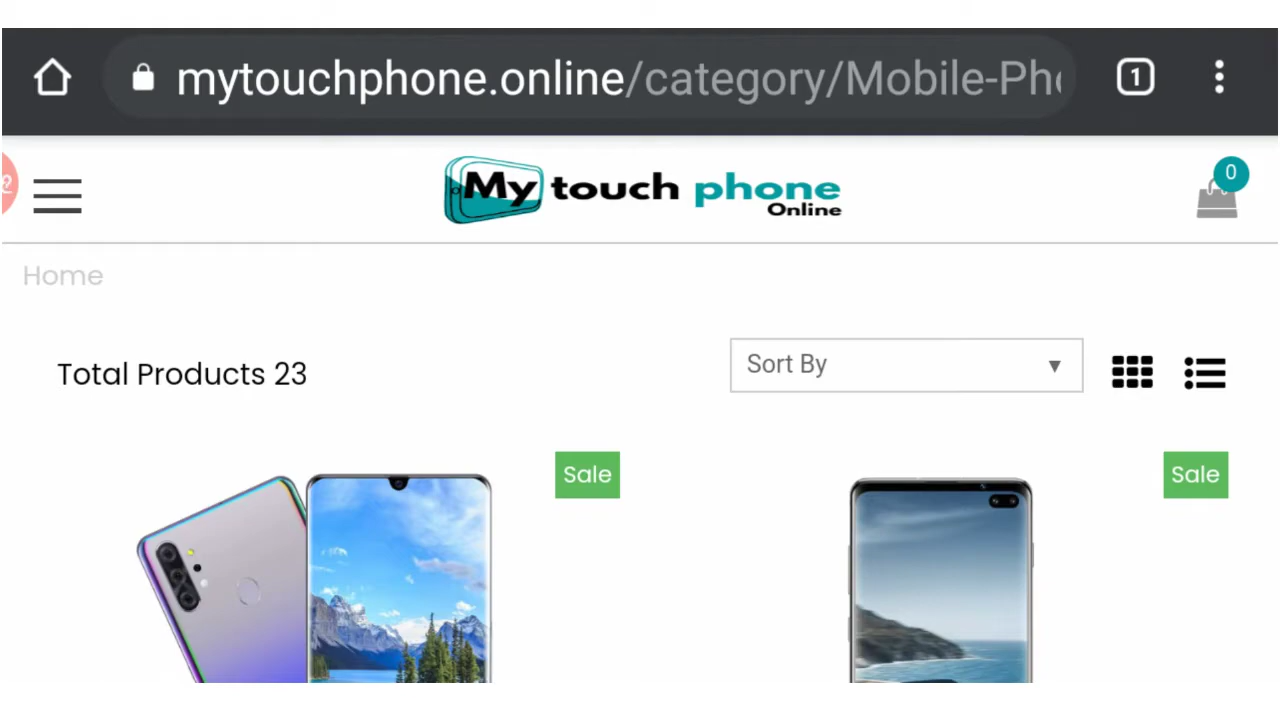 mytouchphone.online/category/Mobile-Ph
1
My touch phone
Online
0
Home
Total Products 23
Sort By
Sale
Sale